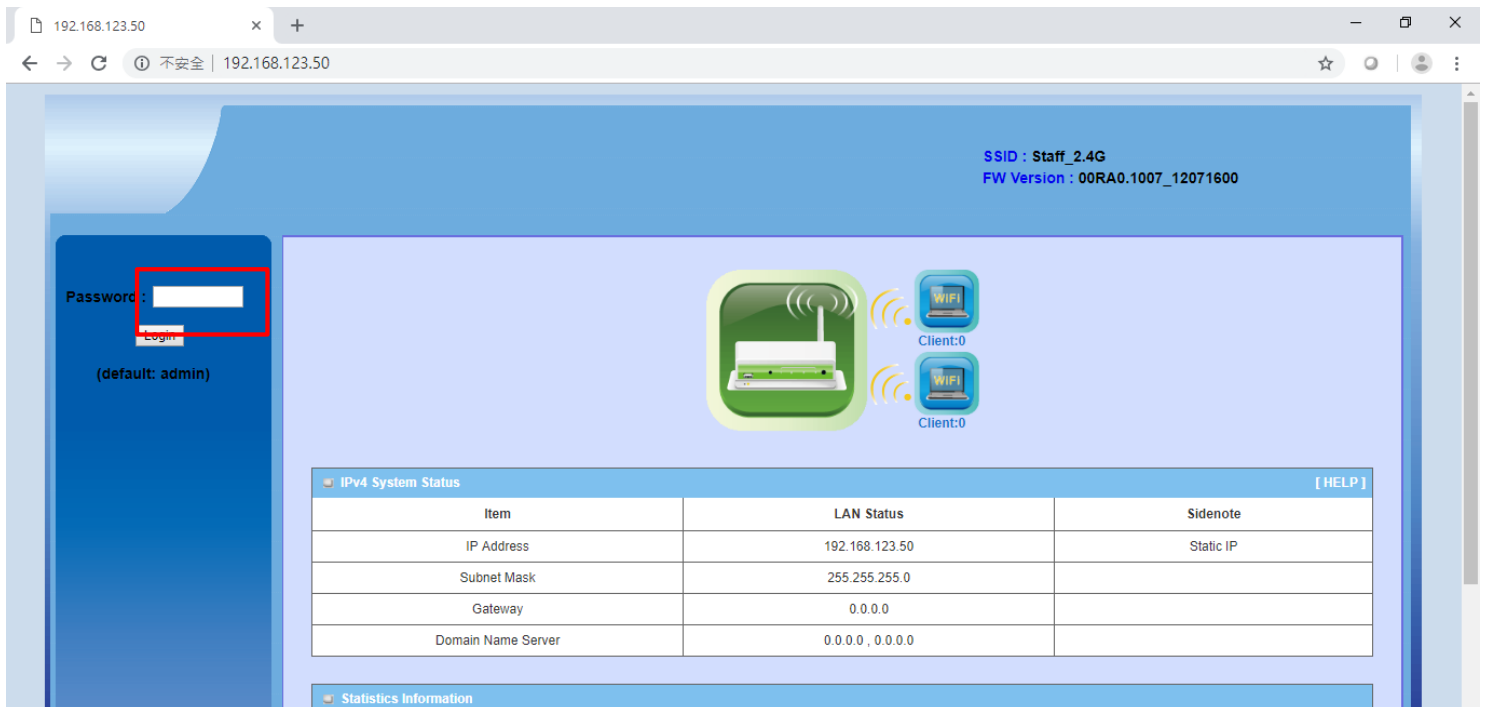 192.168.123.50
不安全 | 192.168.123.50
SSID : Staff_2.4G
FW Version : 00RA0.1007_12071600
Password :
Login
(default: admin)
WIFI
Client:0
WIFI
Client:0
IPv4 System Status [ HELP ]
Item LAN Status Sidenote
IP Address 192.168.123.50 Static IP
Subnet Mask 255.255.255.0
Gateway 0.0.0.0
Domain Name Server 0.0.0.0 , 0.0.0.0
Statistics Information